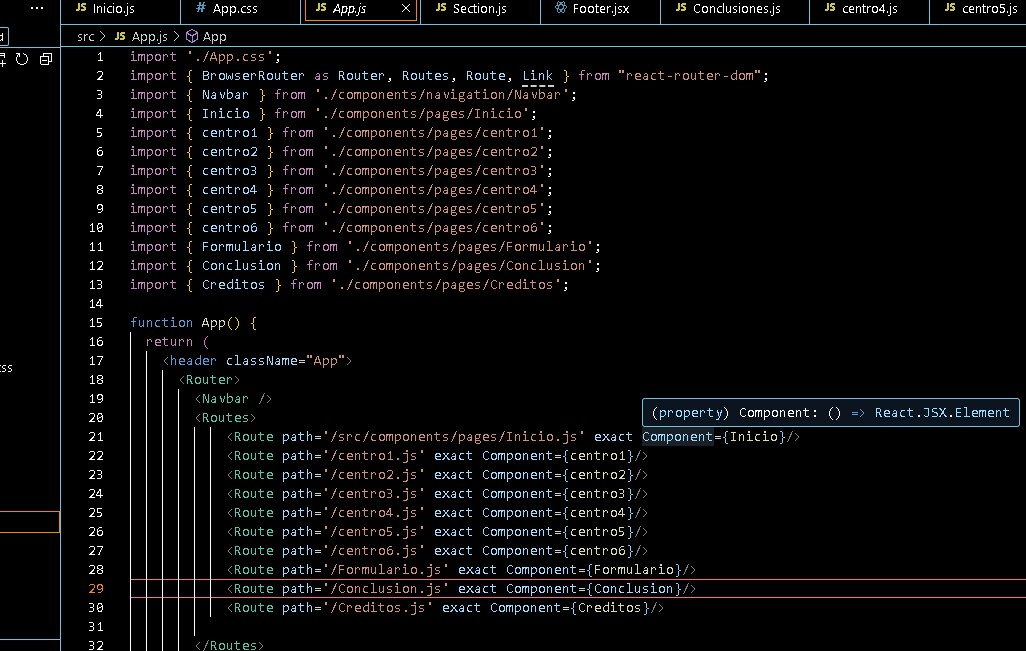 ... JS Inicio.js # App.css JS App.js × JS Section.js Footer.jsx JS Conclusiones.js JS centro4.js JS centro5.js
src > JS App.js > App
1 import './App.css';
2 import { BrowserRouter as Router, Routes, Route, Link } from "react-router-dom";
3 import { Navbar } from './components/navigation/Navbar';
4 import { Inicio } from './components/pages/Inicio';
5 import { centro1 } from './components/pages/centro1';
6 import { centro2 } from './components/pages/centro2';
7 import { centro3 } from './components/pages/centro3';
8 import { centro4 } from './components/pages/centro4';
9 import { centro5 } from './components/pages/centro5';
10 import { centro6 } from './components/pages/centro6';
11 import { Formulario } from './components/pages/Formulario';
12 import { Conclusion } from './components/pages/Conclusion';
13 import { Creditos } from './components/pages/Creditos';
14
15 function App() {
16 return (
17 <header className="App">
18 <Router>
19 <Navbar />
20 <Routes>
(property) Component: () => React.JSX.Element
21 <Route path='/src/components/pages/Inicio.js' exact Component={Inicio}/>
22 <Route path='/centro1.js' exact Component={centro1}/>
23 <Route path='/centro2.js' exact Component={centro2}/>
ss
24 <Route path='/centro3.js' exact Component={centro3}/>
25 <Route path='/centro4.js' exact Component={centro4}/>
26 <Route path='/centro5.js' exact Component={centro5}/>
27 <Route path='/centro6.js' exact Component={centro6}/>
28 <Route path='/Formulario.js' exact Component={Formulario}/>
29 <Route path='/Conclusion.js' exact Component={Conclusion}/>
30 <Route path='/Creditos.js' exact Component={Creditos}/>
31
32 </Routes>